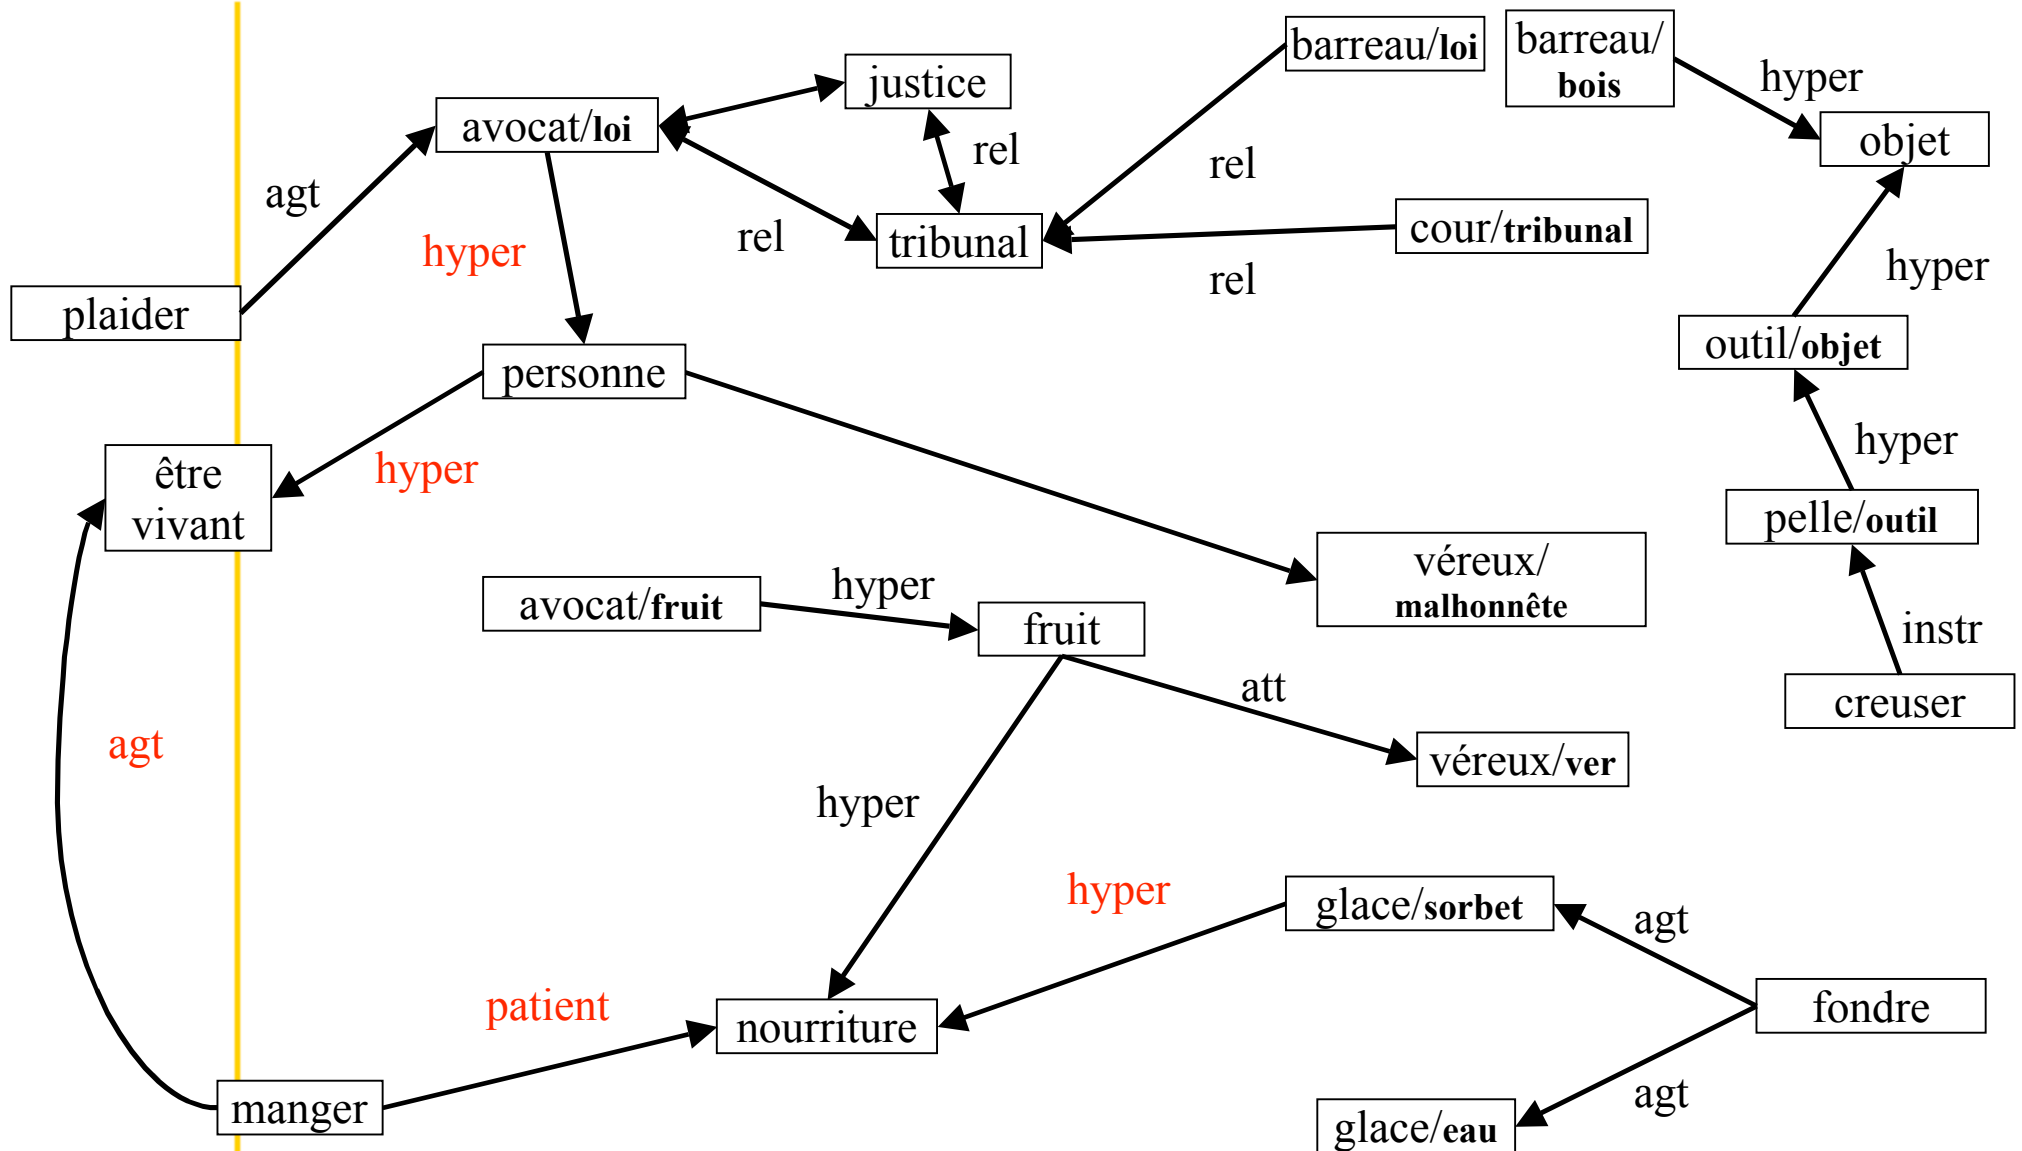 barreau/loi
barreau/
bois
hyper
justice
avocat/loi
objet
rel
rel
agt
hyper
rel
tribunal
cour/tribunal
rel
hyper
plaider
outil/objet
personne
hyper
hyper
être
vivant
pelle/outil
véreux/
malhonnête
hyper
avocat/fruit
fruit
instr
att
creuser
agt
véreux/ver
hyper
hyper
glace/sorbet
agt
patient
nourriture
fondre
manger
agt
glace/eau